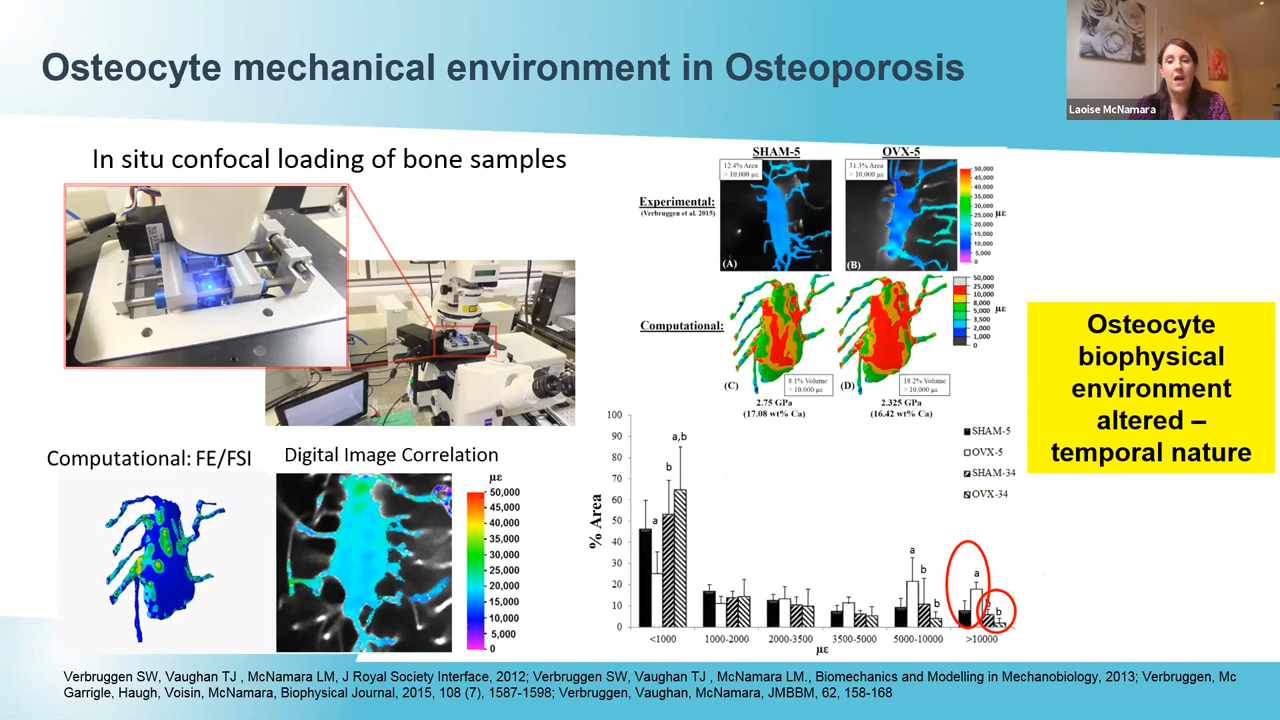 Osteocyte mechanical environment in Osteoporosis
Laoise McNamara
In situ confocal loading of bone samples
SHAM-5
OVX-5
12.4% Area
> 10,000 µε
31.3% Area
> 10,000 µε
Experimental:
(Verbruggen et al. 2015)
50,000
45,000
40,000
35,000
30,000
25,000
20,000
15,000
10,000
5,000
0
µε
(A)
(B)
Computational:
50,000
25,000
10,000
8,000
5,000
3,500
2,000
1,000
0
µε
8.1% Volume
> 10,000 µε
18.2% Volume
> 10,000 µε
(C)
(D)
2.75 GPa
(17.08 wt% Ca)
2.325 GPa
(16.42 wt% Ca)
Osteocyte
biophysical
environment
altered –
temporal nature
Computational: FE/FSI
Digital Image Correlation
µε
50,000
45,000
40,000
35,000
30,000
25,000
20,000
15,000
10,000
5,000
0
% Area
100
90
80
70
60
50
40
30
20
10
0
a
b
a,b
a
b
b
a
b
b
SHAM-5
OVX-5
SHAM-34
OVX-34
<1000
1000-2000
2000-3500
3500-5000
5000-10000
>10000
µε
Verbruggen SW, Vaughan TJ , McNamara LM, J Royal Society Interface, 2012; Verbruggen SW, Vaughan TJ , McNamara LM., Biomechanics and Modelling in Mechanobiology, 2013; Verbruggen, Mc
Garrigle, Haugh, Voisin, McNamara, Biophysical Journal, 2015, 108 (7), 1587-1598; Verbruggen, Vaughan, McNamara, JMBBM, 62, 158-168